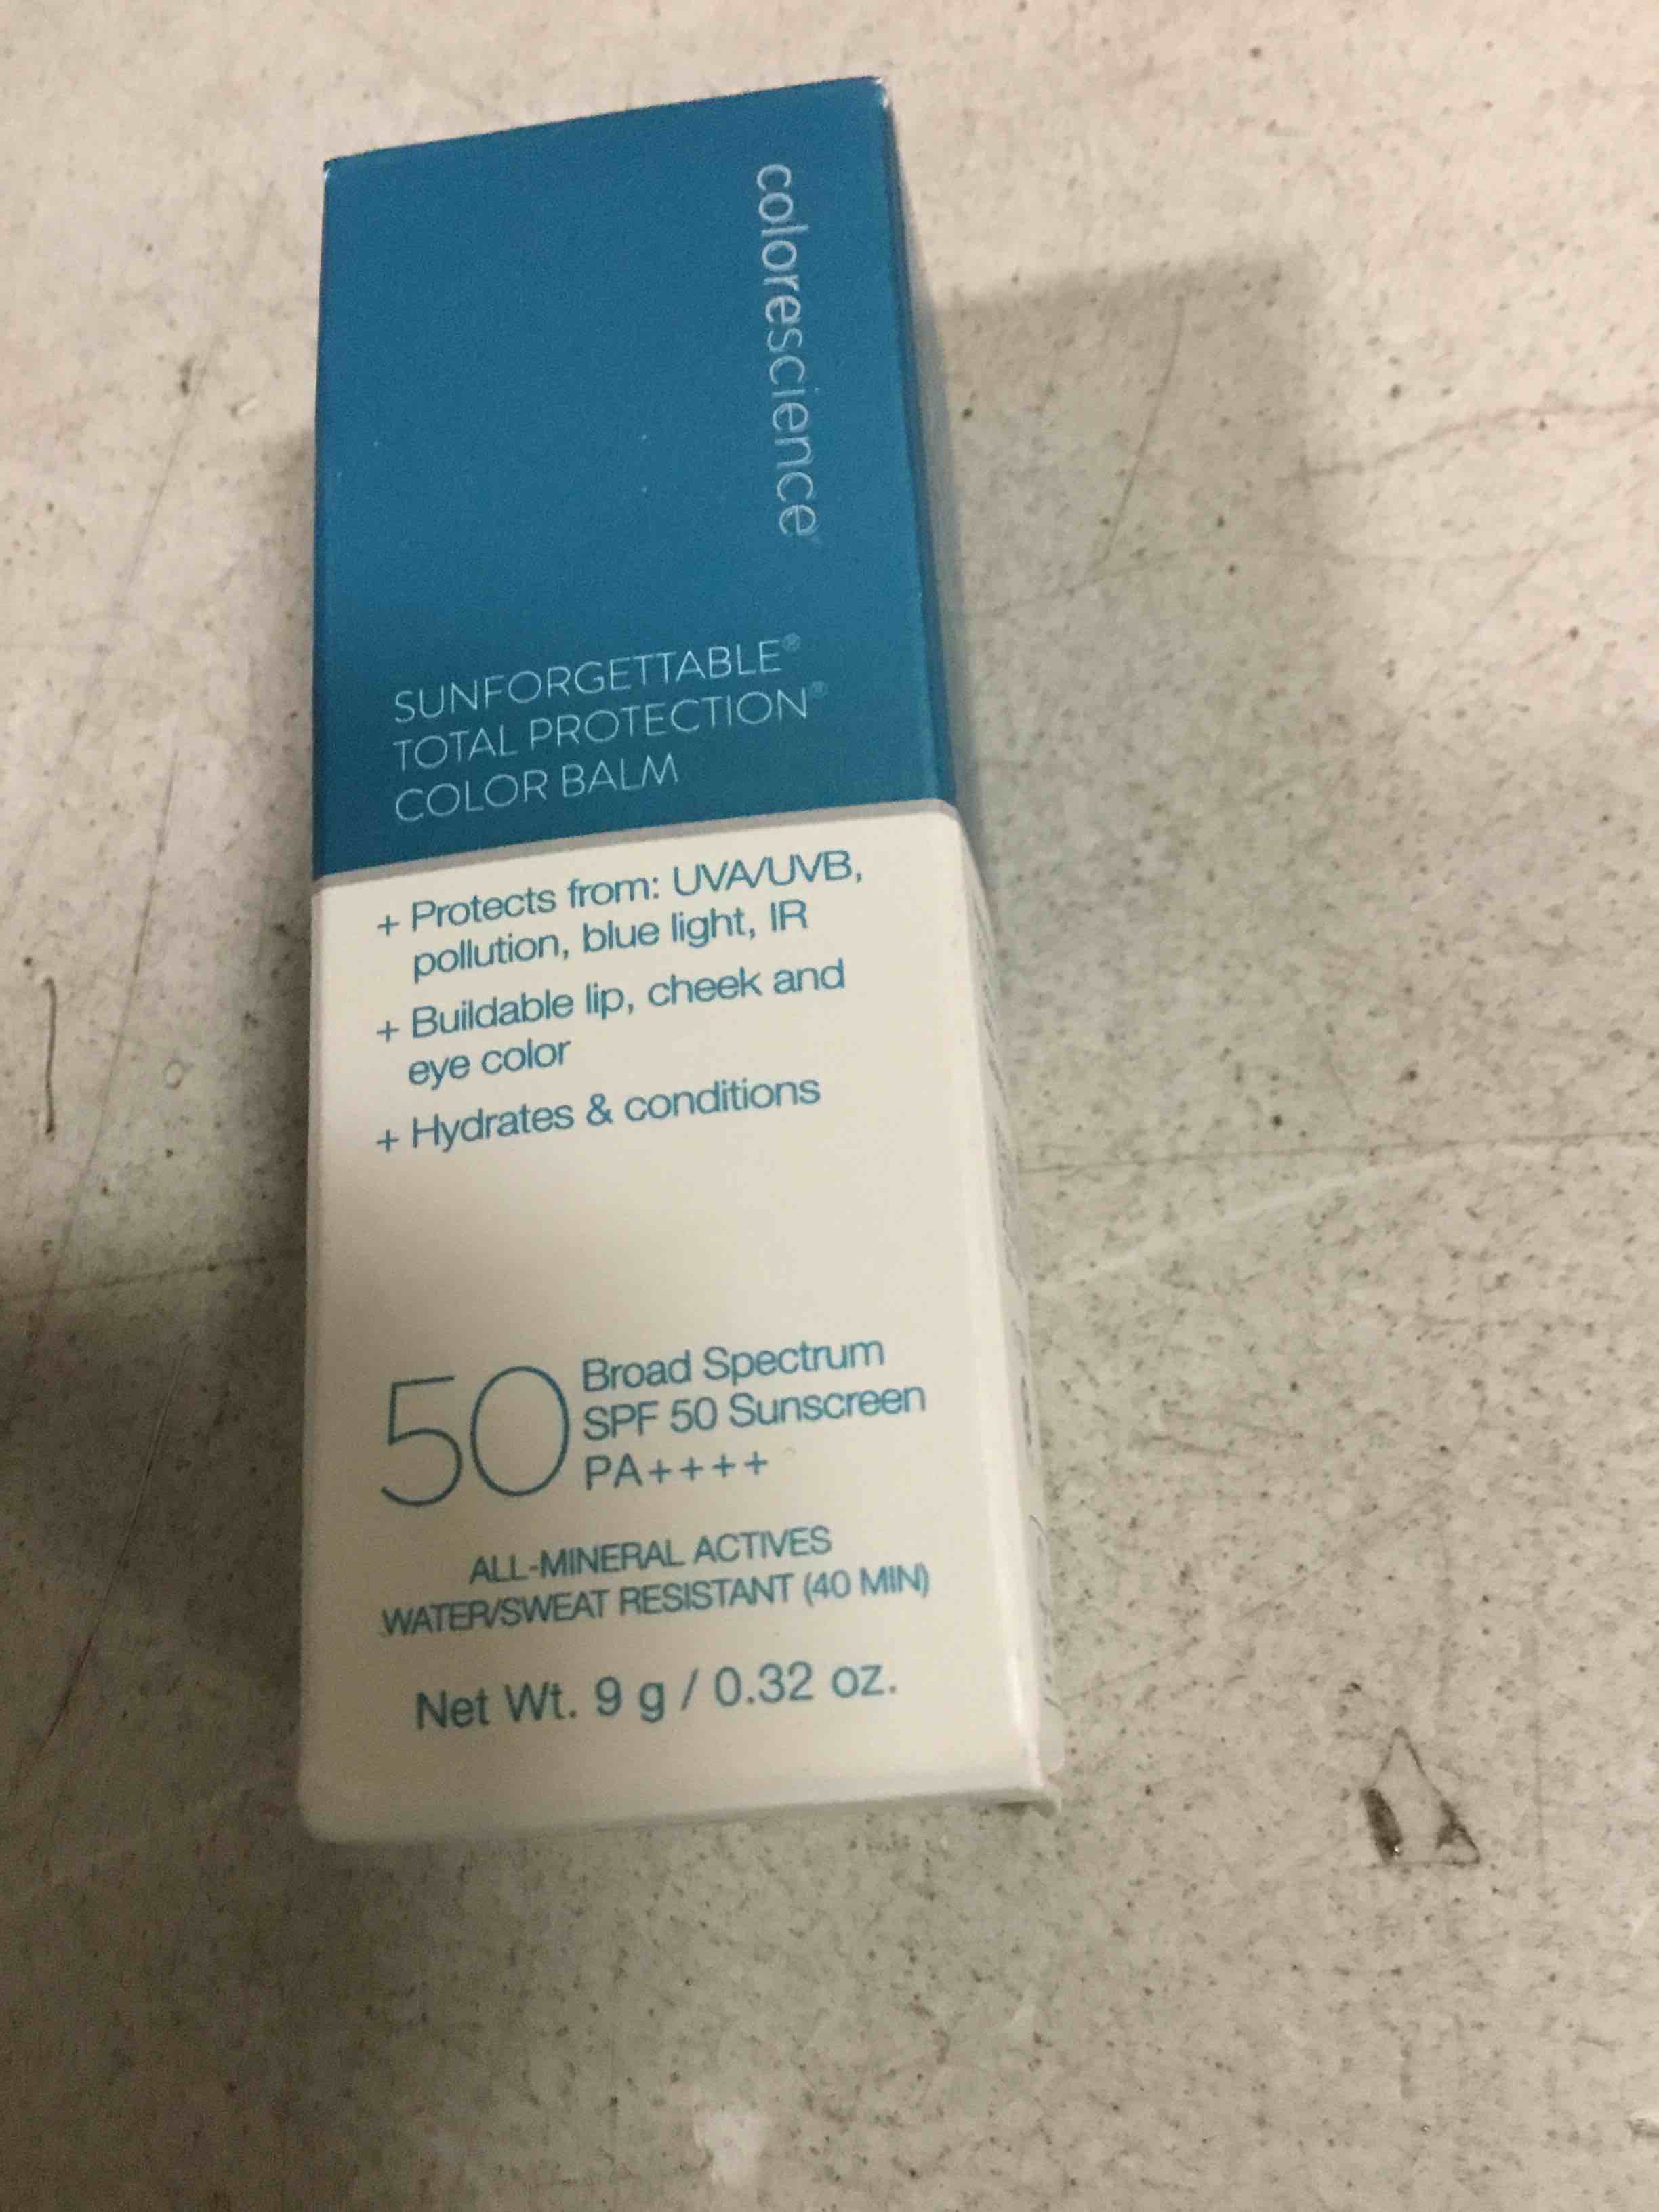 colorescience®
SUNFORGETTABLE®
TOTAL PROTECTION®
COLOR BALM
+ Protects from: UVA/UVB,
pollution, blue light, IR
+ Buildable lip, cheek and
eye color
+ Hydrates & conditions
50
Broad Spectrum
SPF 50 Sunscreen
PA++++
ALL-MINERAL ACTIVES
WATER/SWEAT RESISTANT (40 MIN)
Net Wt. 9 g / 0.32 oz.